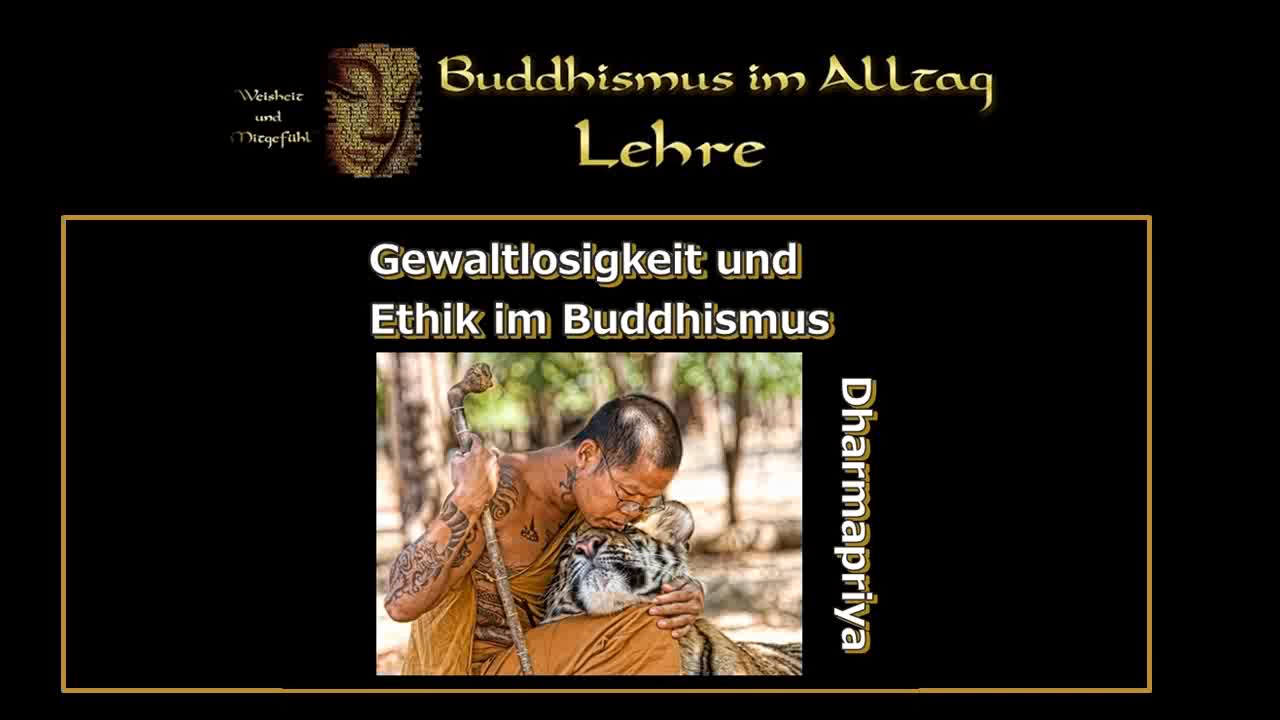 Weisheit
und
Mitgefühl
Buddhismus im Alltag
Lehre
Gewaltlosigkeit und
Ethik im Buddhismus
Dharmapriya